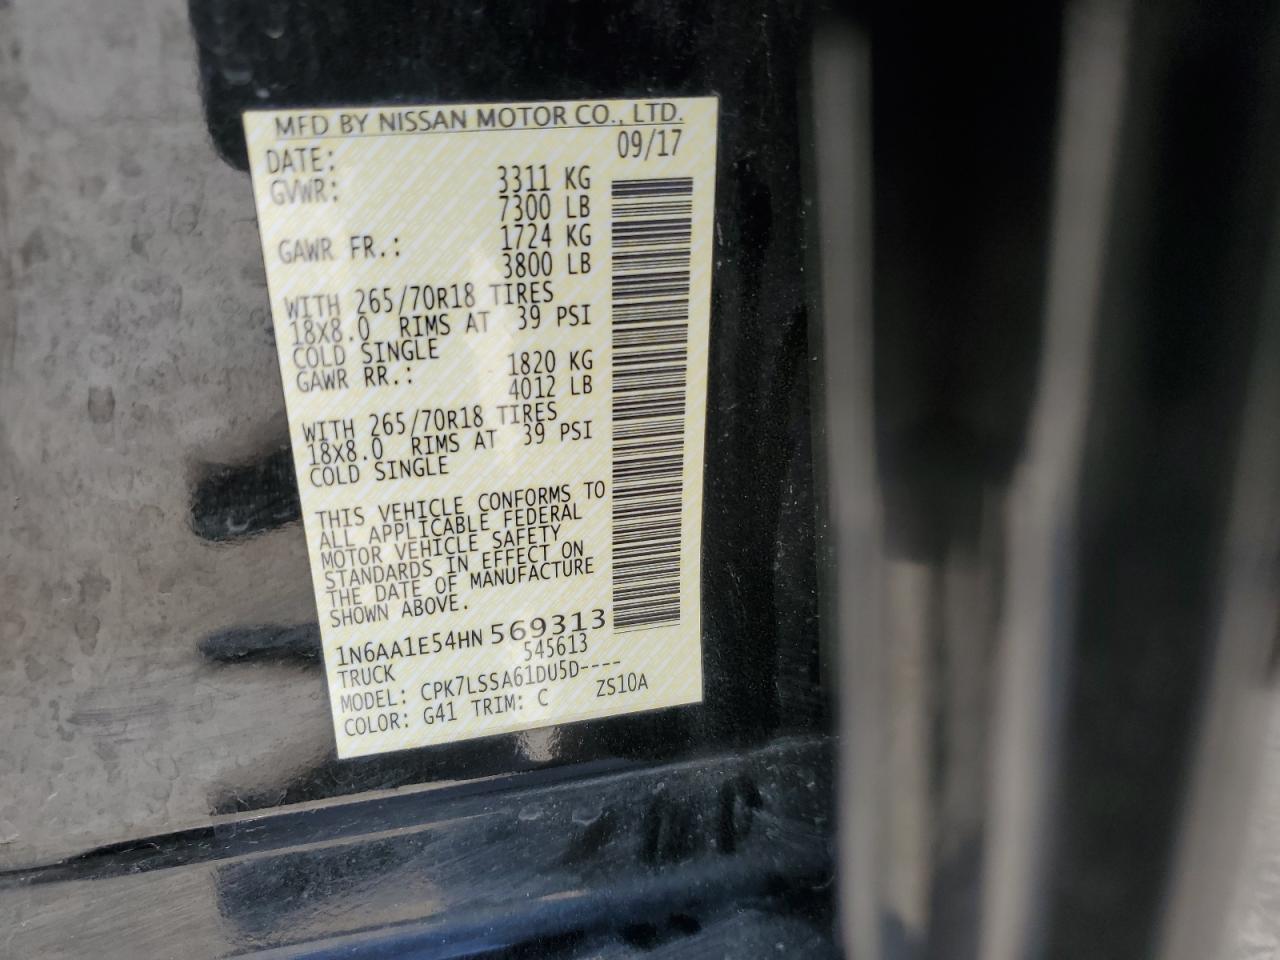 MFD BY NISSAN MOTOR CO., LTD.
DATE: 09/17
GVWR: 3311 KG
7300 LB
GAWR FR.: 1724 KG
3800 LB
WITH 265/70R18 TIRES
18X8.0 RIMS AT 39 PSI
COLD SINGLE
GAWR RR.: 1820 KG
4012 LB
WITH 265/70R18 TIRES
18X8.0 RIMS AT 39 PSI
COLD SINGLE
THIS VEHICLE CONFORMS TO
ALL APPLICABLE FEDERAL
MOTOR VEHICLE SAFETY
STANDARDS IN EFFECT ON
THE DATE OF MANUFACTURE
SHOWN ABOVE.
1N6AA1E54HN569313
TRUCK 545613
MODEL: CPK7LSSA61DU5D----
COLOR: G41 TRIM: C ZS10A